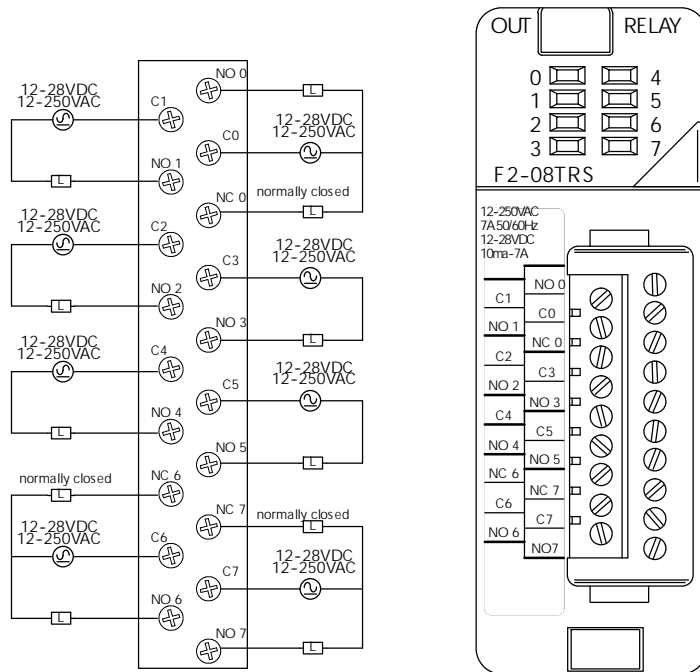 12-28VDC
12-250VAC
C1
L
NO 1
12-28VDC
12-250VAC
C2
L
NO 2
12-28VDC
12-250VAC
C4
L
NO 4
normally closed
L
NC 6
12-28VDC
12-250VAC
C6
L
NO 6
NO 0
L
C0
12-28VDC
12-250VAC
normally closed
NC 0
L
C3
12-28VDC
12-250VAC
NO 3
L
C5
12-28VDC
12-250VAC
NO 5
L
NC 7
normally closed
L
C7
12-28VDC
12-250VAC
NO 7
L
OUT RELAY
0 4
1 5
2 6
3 7
F2-08TRS
12-250VAC
7A 50/60Hz
12-28VDC
10ma-7A
NO 0
C1
C0
NO 1
NC 0
C2
C3
NO 2
NO 3
C4
C5
NO 4
NO 5
NC 6
NC 7
C6
C7
NO 6
NO7